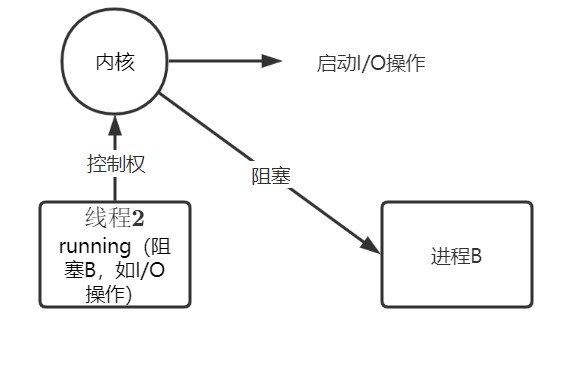 内核
启动I/O操作
控制权
阻塞
线程2
running（阻
塞B，如I/O
操作）
进程B